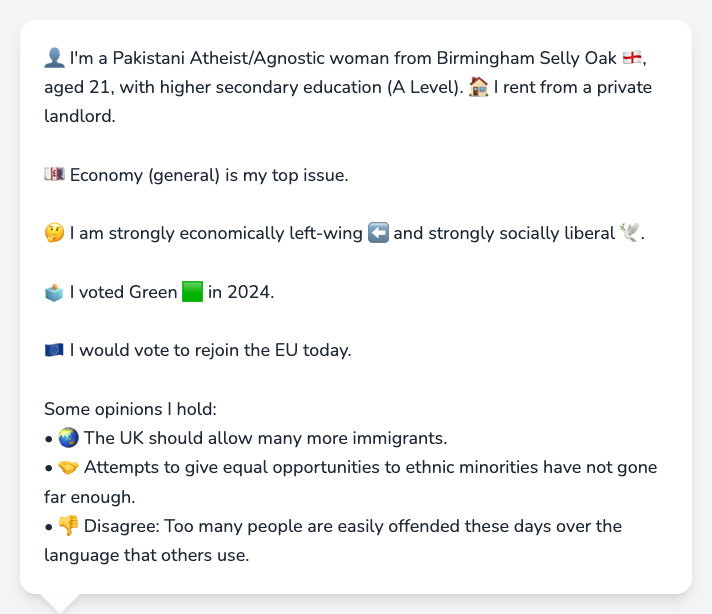 👤 I'm a Pakistani Atheist/Agnostic woman from Birmingham Selly Oak 🏴󠁧󠁢󠁥󠁮󠁧󠁿,
aged 21, with higher secondary education (A Level). 🏠 I rent from a private
landlord.
💷 Economy (general) is my top issue.
🤔 I am strongly economically left-wing ⬅️ and strongly socially liberal 🕊️.
🗳️ I voted Green 🟩 in 2024.
🇪🇺 I would vote to rejoin the EU today.
Some opinions I hold:
• 🌏 The UK should allow many more immigrants.
• 🤝 Attempts to give equal opportunities to ethnic minorities have not gone
far enough.
• 👎 Disagree: Too many people are easily offended these days over the
language that others use.